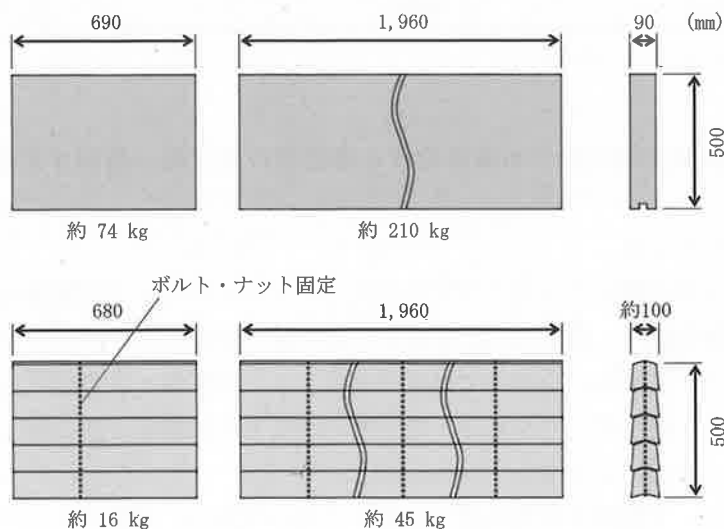 690
1,960
90
(mm)
500
約 74 kg
約 210 kg
ボルト・ナット固定
680
1,960
約100
500
約 16 kg
約 45 kg